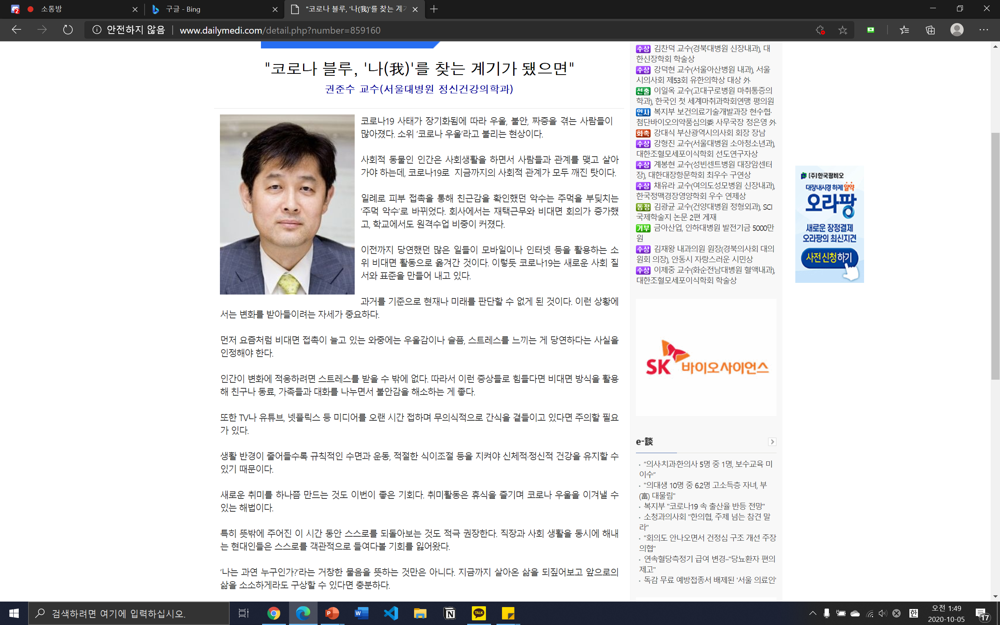 소통방
구글 - Bing
"코로나 블루, '나(我)'를 찾는 계기
안전하지 않음 | www.dailymedi.com/detail.php?number=859160
"코로나 블루, '나(我)'를 찾는 계기가 됐으면"
권준수 교수(서울대병원 정신건강의학과)
코로나19 사태가 장기화됨에 따라 우울, 불안, 짜증을 겪는 사람들이
많아졌다. 소위 ‘코로나 우울’라고 불리는 현상이다.
사회적 동물인 인간은 사회생활을 하면서 사람들과 관계를 맺고 살아
가야 하는데, 코로나19로 지금까지의 사회적 관계가 모두 깨진 탓이다.
일례로 피부 접촉을 통해 친근감을 확인했던 악수는 주먹을 부딪치는
‘주먹 악수’로 바뀌었다. 회사에서는 재택근무와 비대면 회의가 증가했
고, 학교에서도 원격수업 비중이 커졌다.
이전까지 당연했던 많은 일들이 모바일이나 인터넷 등을 활용하는 소
위 비대면 활동으로 옮겨간 것이다. 이렇듯 코로나19는 새로운 사회 질
서와 표준을 만들어 내고 있다.
과거를 기준으로 현재나 미래를 판단할 수 없게 된 것이다. 이런 상황에
서는 변화를 받아들이려는 자세가 중요하다.
먼저 요즘처럼 비대면 접촉이 늘고 있는 와중에는 우울감이나 슬픔, 스트레스를 느끼는 게 당연하다는 사실을
인정해야 한다.
인간이 변화에 적응하려면 스트레스를 받을 수 밖에 없다. 따라서 이런 증상들로 힘들다면 비대면 방식을 활용
해 친구나 동료, 가족들과 대화를 나누면서 불안감을 해소하는 게 좋다.
또한 TV나 유튜브, 넷플릭스 등 미디어를 오랜 시간 접하며 무의식적으로 간식을 곁들이고 있다면 주의할 필요
가 있다.
생활 반경이 줄어들수록 규칙적인 수면과 운동, 적절한 식이조절 등을 지켜야 신체적·정신적 건강을 유지할 수
있기 때문이다.
새로운 취미를 하나쯤 만드는 것도 이번이 좋은 기회다. 취미활동은 휴식을 즐기며 코로나 우울을 이겨낼 수
있는 해법이다.
특히 뜻밖에 주어진 이 시간 동안 스스로를 되돌아보는 것도 적극 권장한다. 직장과 사회 생활을 동시에 해내
는 현대인들은 스스로를 객관적으로 들여다볼 기회를 잃어왔다.
‘나는 과연 누구인가?’라는 거창한 물음을 뜻하는 것만은 아니다. 지금까지 살아온 삶을 되짚어보고 앞으로의
삶을 소소하게라도 구상할 수 있다면 충분하다.
수상 김찬덕 교수(경북대병원 신장내과), 대
한신장학회 학술상
수상 강덕현 교수(서울아산병원 내과), 서울
시의사회 제53회 유한의학상 대상 外
선출 이일옥 교수(고대구로병원 마취통증의
학과), 한국인 첫 세계마취과학회연맹 평의원
인사 복지부 보건의료기술개발과장 현수협·
첨단바이오의약품심의委 사무국장 정은영 外
화촉 강대식 부산광역시의사회 회장 장남
수상 강형진 교수(서울대병원 소아청소년과),
대한조혈모세포이식학회 선도연구자상
수상 계봉현 교수(성빈센트병원 대장암센터
장), 대한대장항문학회 최우수 구연상
수상 채유라 교수(여의도성모병원 신장내과),
한국정맥경장영양학회 우수 연제상
동정 김광균 교수(건양대병원 정형외과), SCI
국제학술지 논문 2편 게재
기부 금아산업, 인하대병원 발전기금 5000만
원
수상 김재왕 내과의원 원장(경북의사회 대의
원회 의장), 안동시 자랑스러운 시민상
수상 이제중 교수(화순전남대병원 혈액내과),
대한조혈모세포이식학회 학술상
SK 바이오사이언스
e-談
“의사·치과·한의사 5명 중 1명, 보수교육 미
이수”
"의대생 10명 중 6.2명 고소득층 자녀, 부
(富) 대물림"
복지부 "코로나19 속 출산율 반등 전망"
소청과의사회 "한의협, 주제 넘는 참견 말
라"
"회의도 안나오면서 건정심 구조 개선 주장
의협"
연속혈당측정기 급여 변경···"당뇨환자 편의
제고"
독감 무료 예방접종서 배제된 '서울 의료인'
(주)한국팜비오
대장내시경 하제 알약
오라팡
새로운 장정결제
오라팡의 최신지견
사전 신청하기
검색하려면 여기에 입력하십시오.
TALK
한
오전 1:49
2020-10-05
17